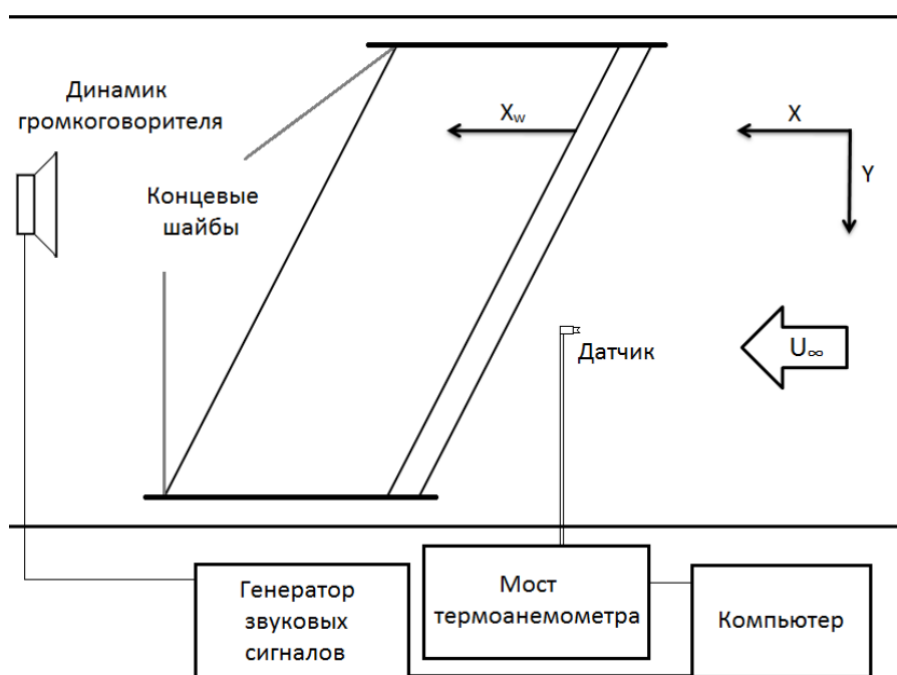 Динамик
громкоговорителя
Концевые
шайбы
Xw
X
Y
Датчик
U∞
Генератор
звуковых
сигналов
Мост
термоанемометра
Компьютер